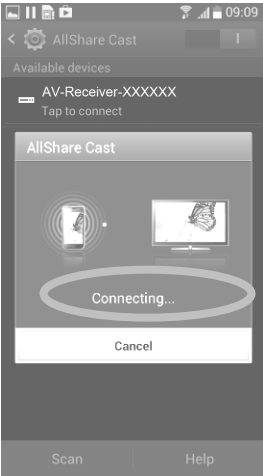 09:09
AllShare Cast
Available devices
AV-Receiver-XXXXXX
Tap to connect
AllShare Cast
Connecting...
Cancel
Scan Help